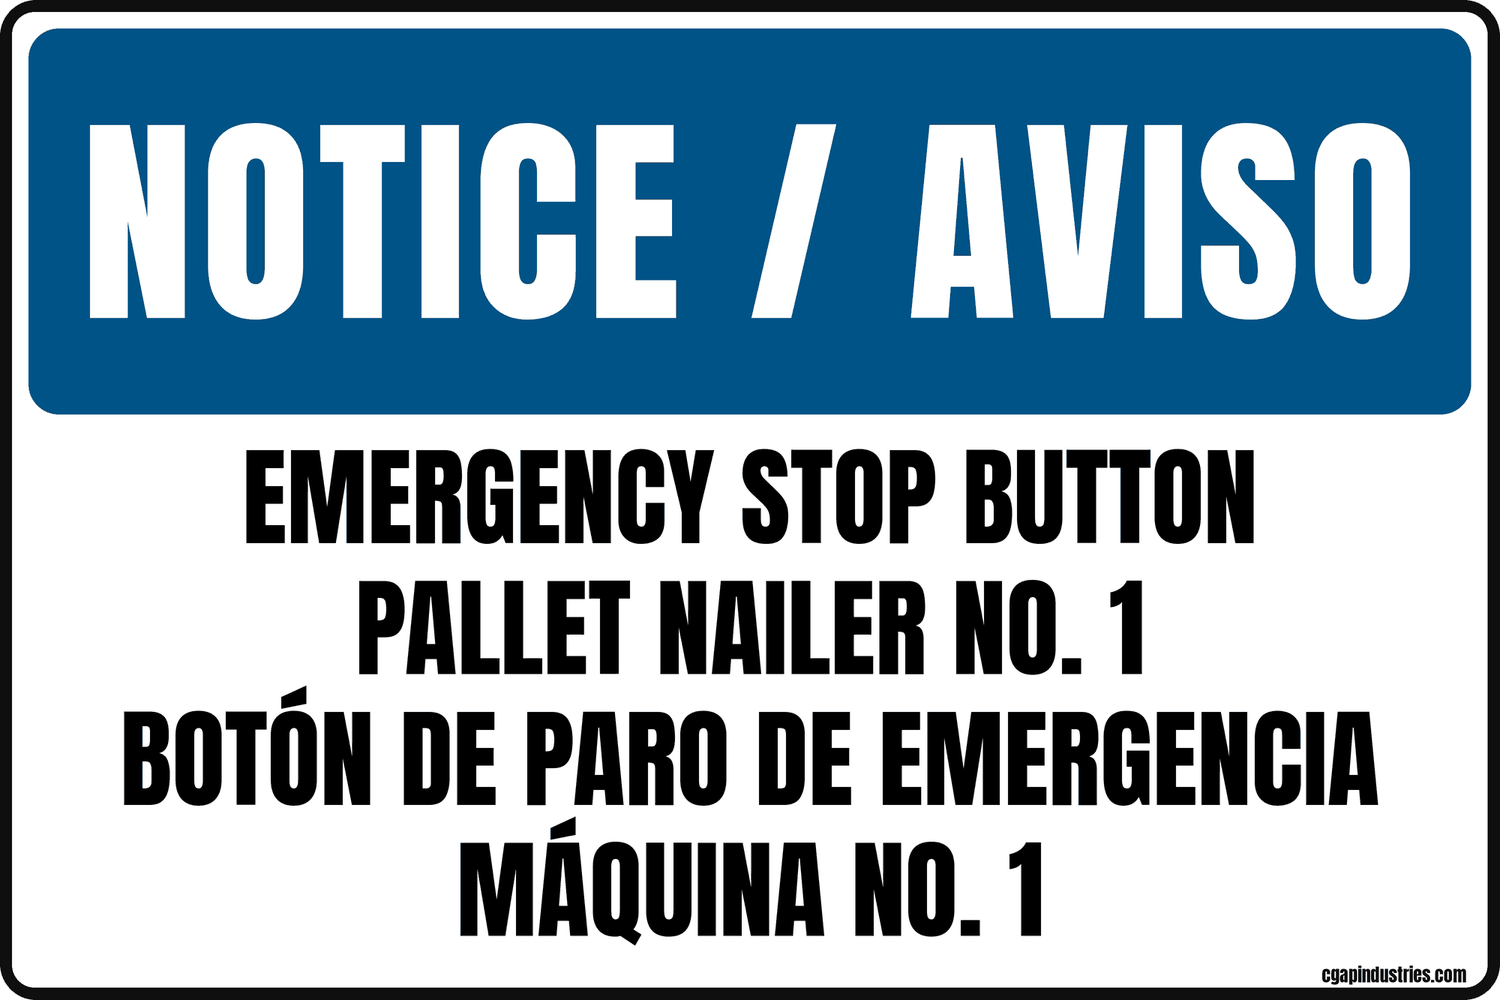 NOTICE / AVISO
EMERGENCY STOP BUTTON
PALLET NAILER NO. 1
BOTÓN DE PARO DE EMERGENCIA
MÁQUINA NO. 1
cgapindustries.com